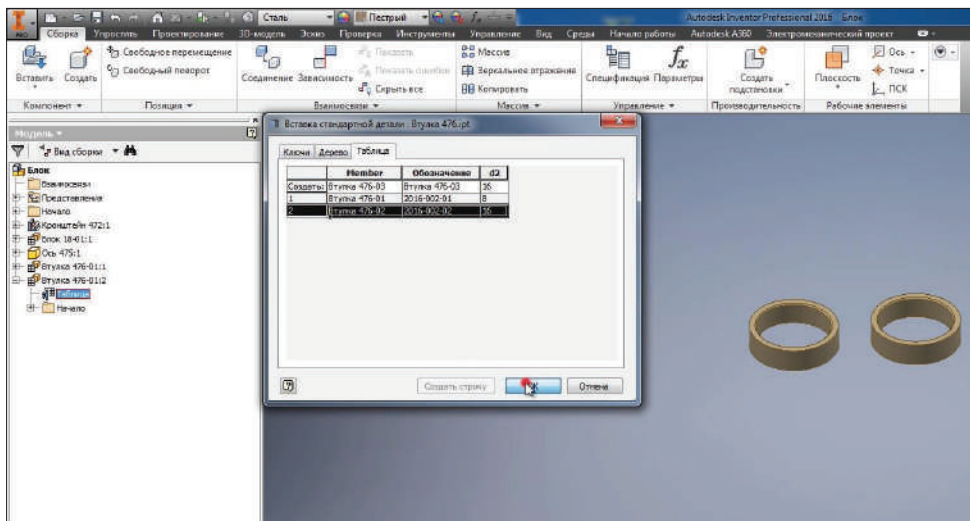 Сталь Пестрый Autodesk Inventor Professional 2016 Блок
PRO Сборка Упростить Проектирование 3D-модель Эскиз Проверка Инструменты Управление Вид Среды Начало работы Autodesk A360 Электромеханический проект
Свободное перемещение Показать Массив Ось
Свободный поворот Показать ошибки Зеркальное отражение Точка
Вставить Создать Соединение Зависимость Скрыть все Копировать Спецификация Параметры Создать подстановки Плоскость ПСК
Компонент Позиция Взаимосвязи Массив Управление Производительность Рабочие элементы
Модель
Вид сборки
Блок
Взаимосвязи
Представления
Начало
Кронштейн 472:1
Блок 18-01:1
Ось 475:1
Втулка 476-01:1
Втулка 476-01:2
Таблица
Начало
Вставка стандартной детали : Втулка 476.ipt
Ключи Дерево Таблица
Member Обозначение d2
Создать: Втулка 476-03 Втулка 476-03 16
1 Втулка 476-01 2016-002-01 8
2 Втулка 476-02 2016-002-02 16
Создать строку OK Отмена